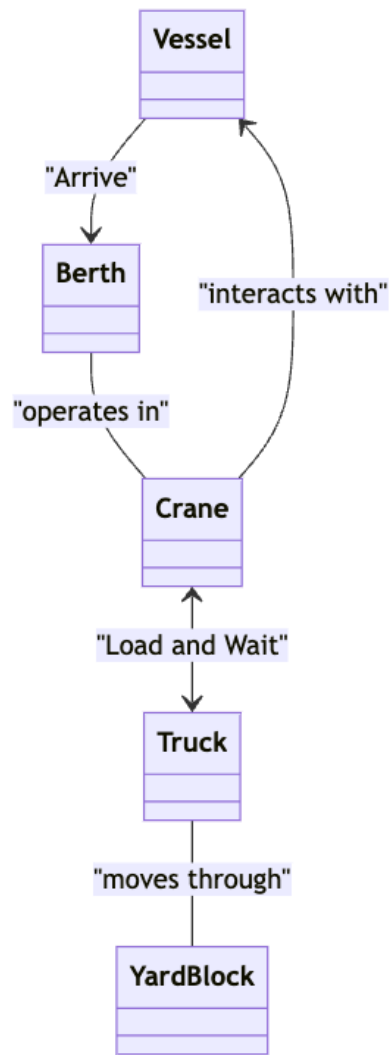 Vessel
"Arrive"
Berth
"interacts with"
"operates in"
Crane
"Load and Wait"
Truck
"moves through"
YardBlock